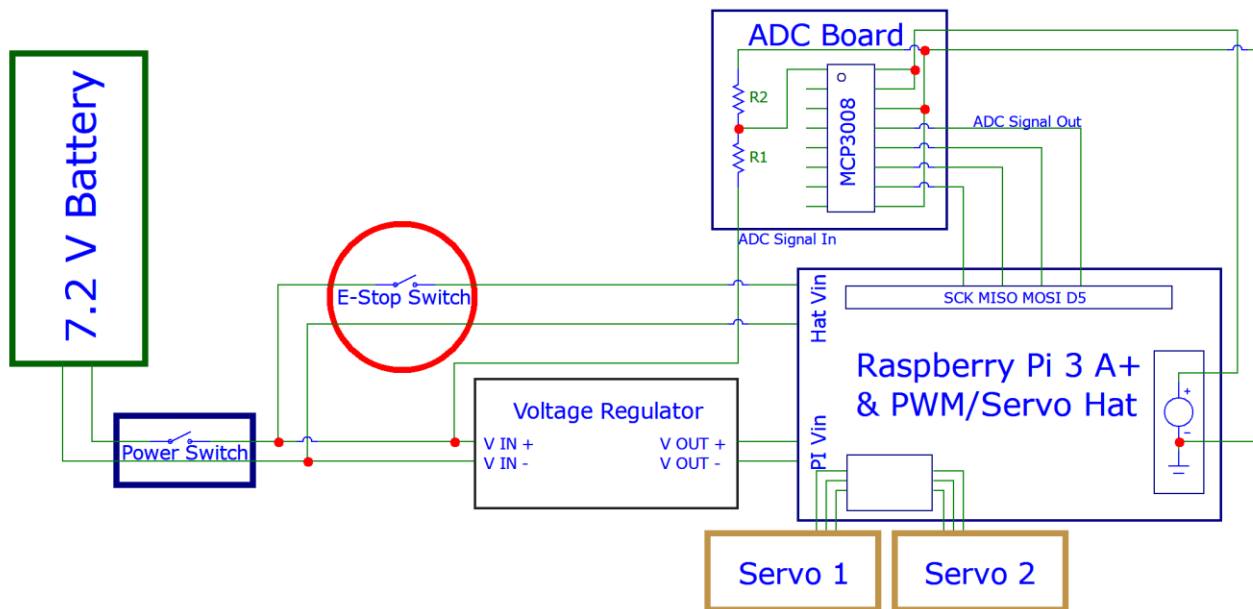 7.2 V Battery
ADC Board
R2
R1
MCP3008
ADC Signal Out
ADC Signal In
E-Stop Switch
Power Switch
Voltage Regulator
V IN +
V IN -
V OUT +
V OUT -
Hat Vin
PI Vin
SCK MISO MOSI D5
Raspberry Pi 3 A+
& PWM/Servo Hat
+
-
Servo 1
Servo 2